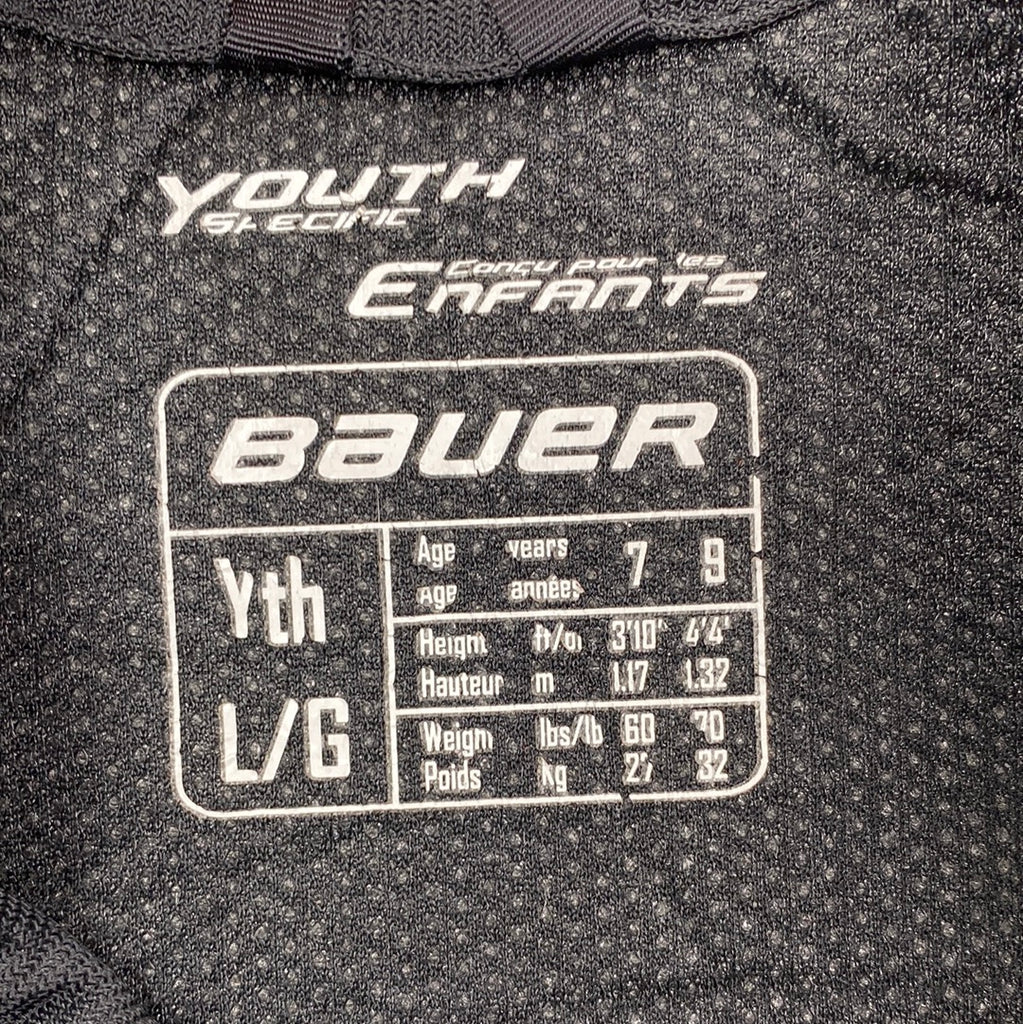 YOUTH
SPECIFIC
Conçu pour les
ENFANTS
BAUER
Yth
L/G
Age years 7 9
Age années
Height ft/pi 3'10" 4'4"
Hauteur m 1.17 1.32
Weight lbs/lb 60 70
Poids kg 27 32